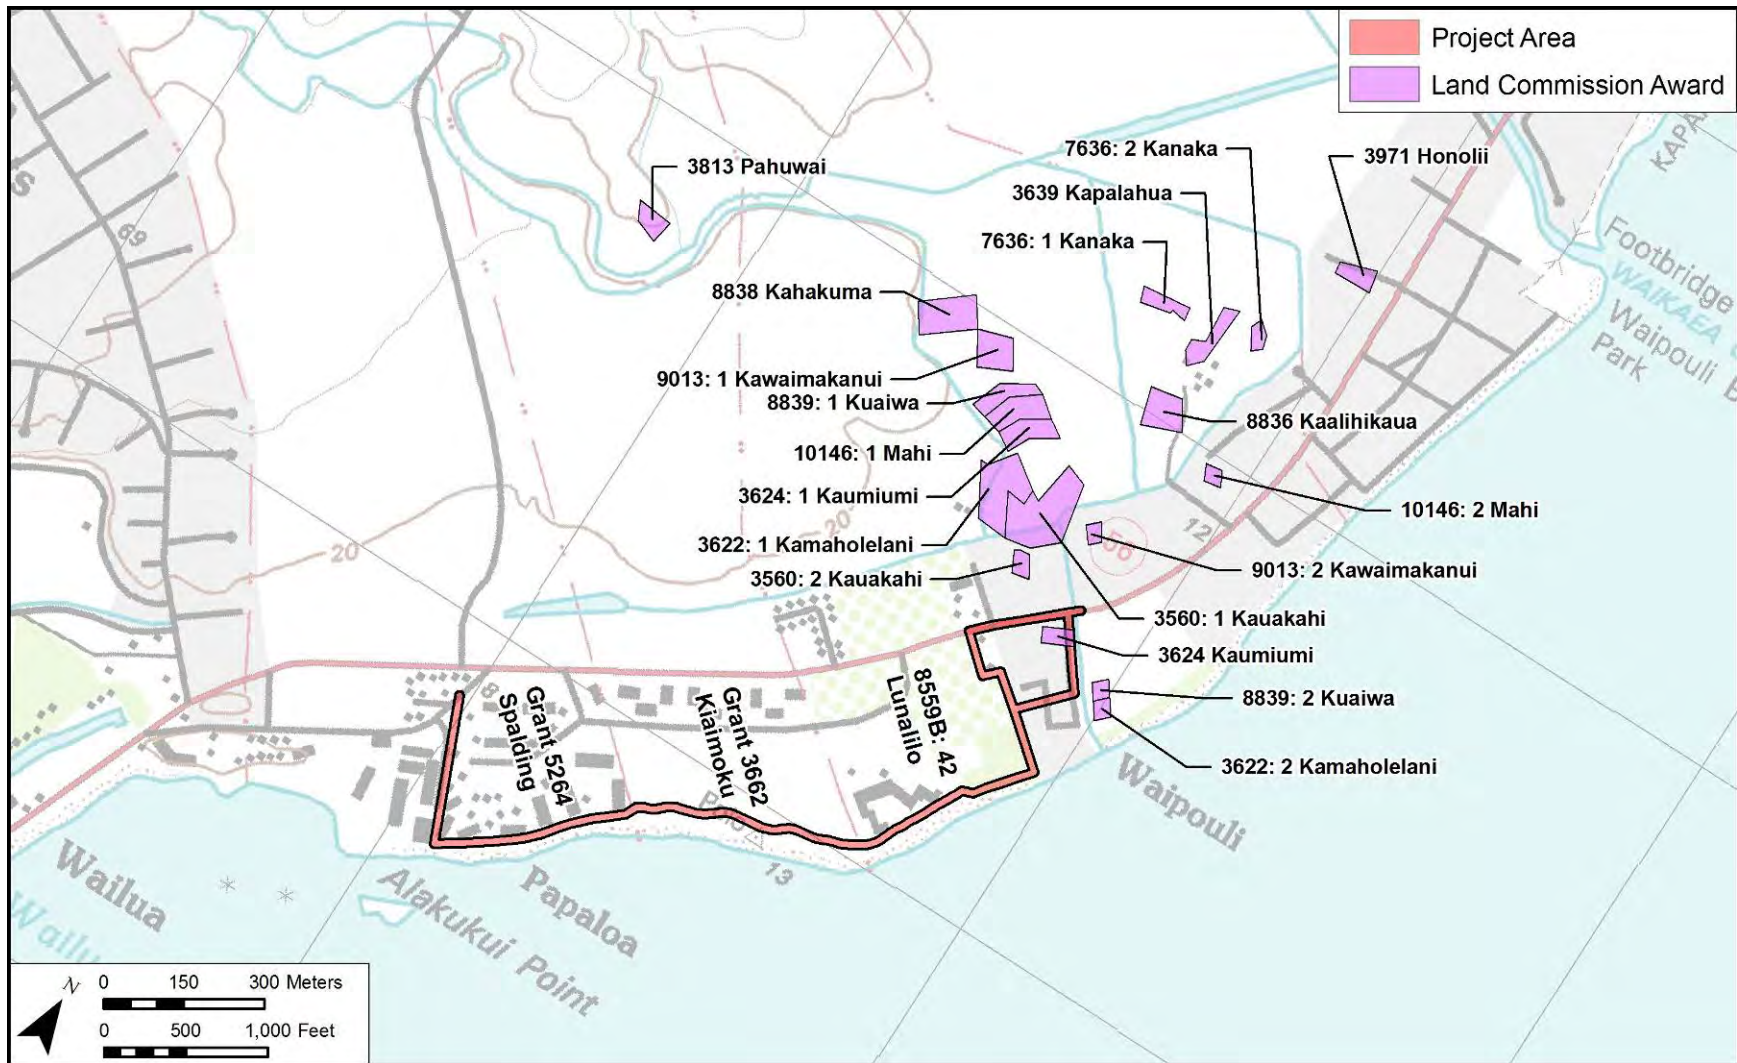 Project Area
Land Commission Award
7636: 2 Kanaka
3971 Honolii
3813 Pahuwai
3639 Kapalahua
7636: 1 Kanaka
69
Footbridge
WAIKAEA
Waipouli
Park
8838 Kahakuma
9013: 1 Kawaimakanui
8839: 1 Kuaiwa
8836 Kaalihikaua
10146: 1 Mahi
3624: 1 Kaumiumi
10146: 2 Mahi
12
56
3622: 1 Kamaholelani
20
20
3560: 2 Kauakahi
9013: 2 Kawaimakanui
3560: 1 Kauakahi
3624 Kaumiumi
8
Grant 5264
Spalding
Grant 3662
Kiaimoku
8559B: 42
Lunalilo
8839: 2 Kuaiwa
3622: 2 Kamaholelani
Waipouli
13
Wailua
Alakukui Point
Papaloa
N
0 150 300 Meters
0 500 1,000 Feet